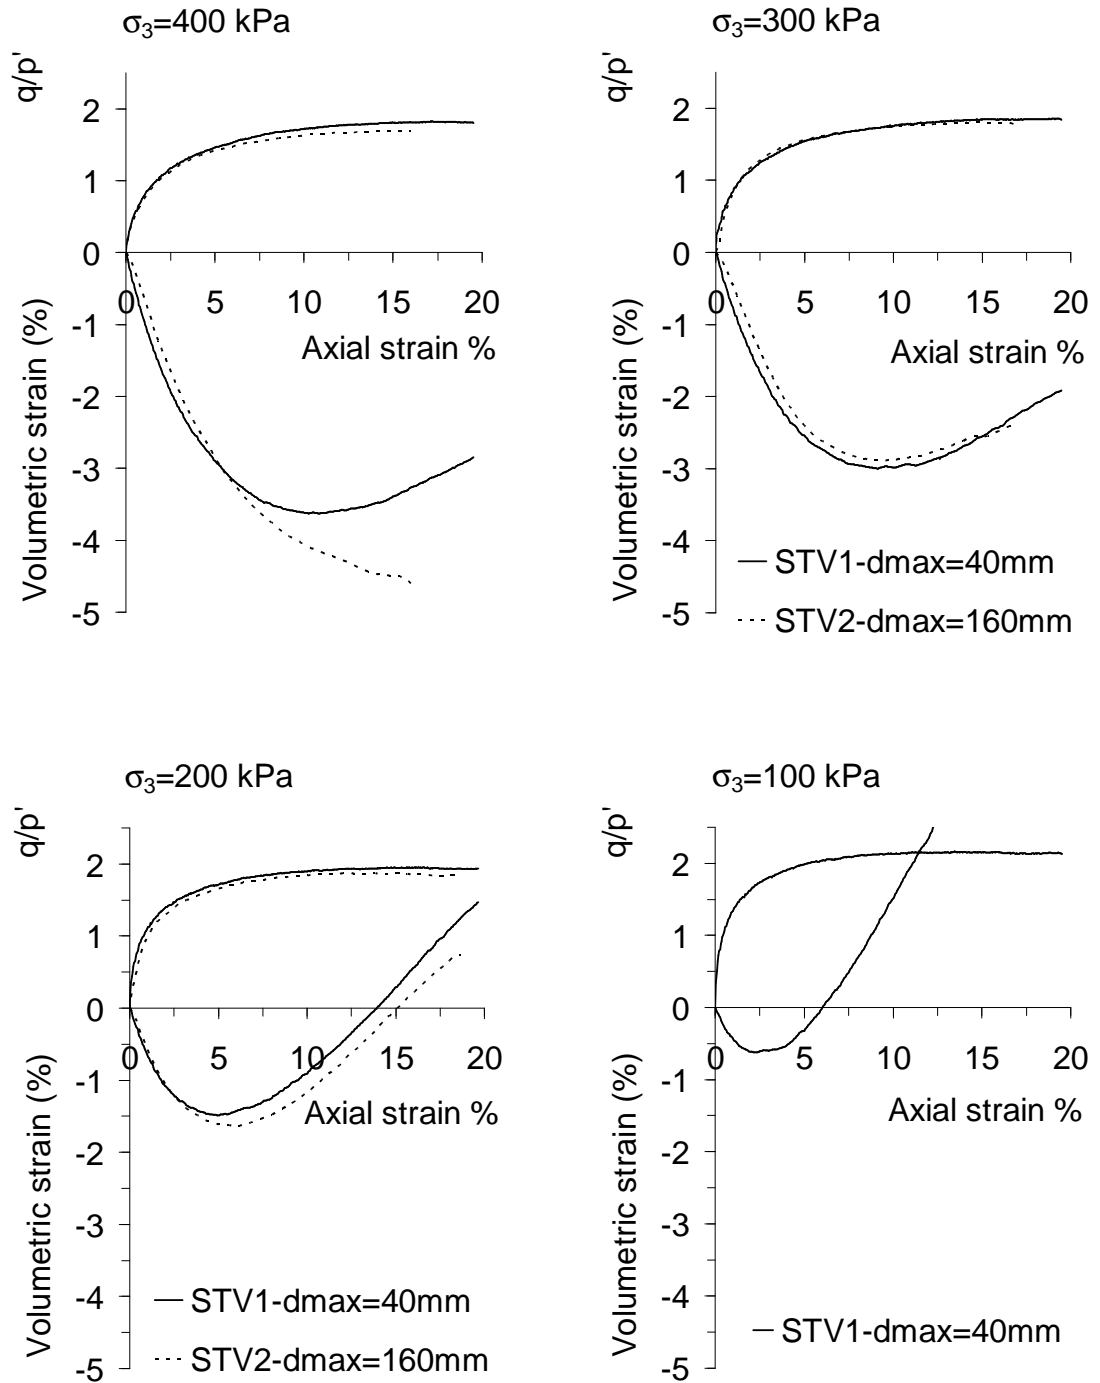 σ3=400 kPa
q/p'
2
1
0
0 5 10 15 20
-1
Axial strain %
-2
-3
-4
-5
Volumetric strain (%)
σ3=300 kPa
q/p'
2
1
0
0 5 10 15 20
-1
Axial strain %
-2
-3
-4
-5
Volumetric strain (%)
STV1-dmax=40mm
STV2-dmax=160mm
σ3=200 kPa
q/p'
2
1
0
0 5 10 15 20
-1
Axial strain %
-2
-3
-4
-5
Volumetric strain (%)
STV1-dmax=40mm
STV2-dmax=160mm
σ3=100 kPa
q/p'
2
1
0
0 5 10 15 20
-1
Axial strain %
-2
-3
-4
-5
Volumetric strain (%)
STV1-dmax=40mm